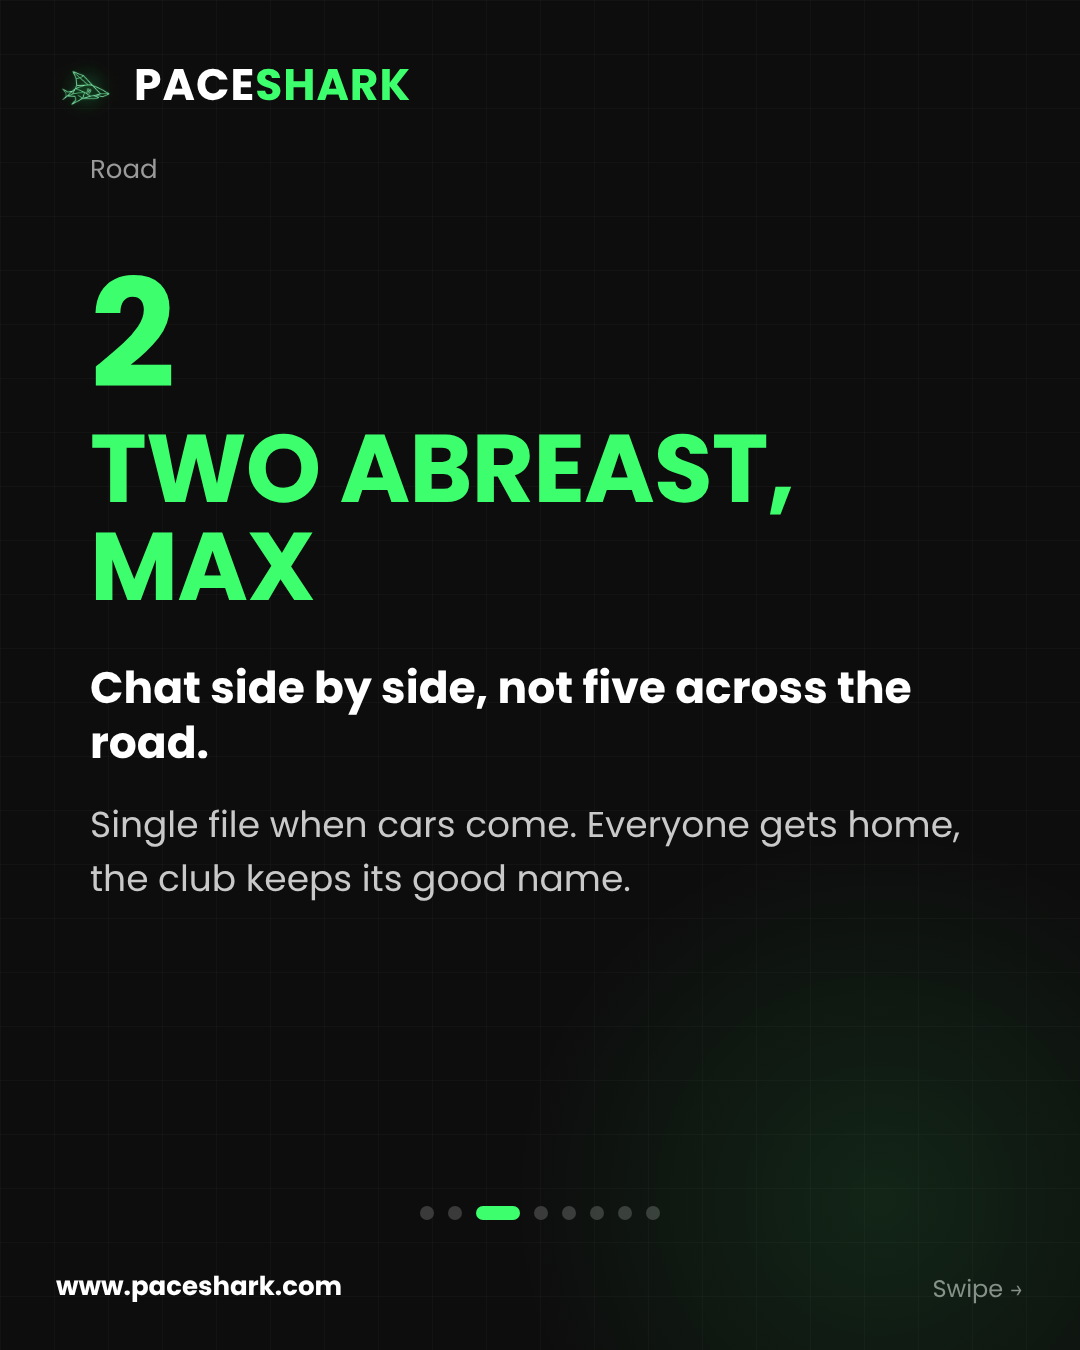 PACESHARK
Road
2
TWO ABREAST,
MAX
Chat side by side, not five across the
road.
Single file when cars come. Everyone gets home,
the club keeps its good name.
www.paceshark.com
Swipe →